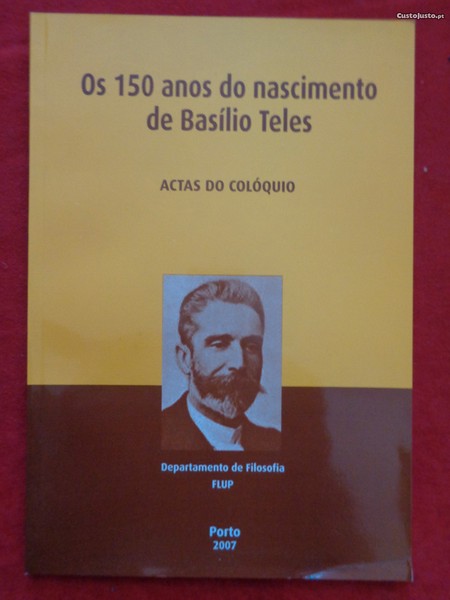 CustoJusto.pt
Os 150 anos do nascimento
de Basílio Teles
ACTAS DO COLÓQUIO
Departamento de Filosofia
FLUP
Porto
2007